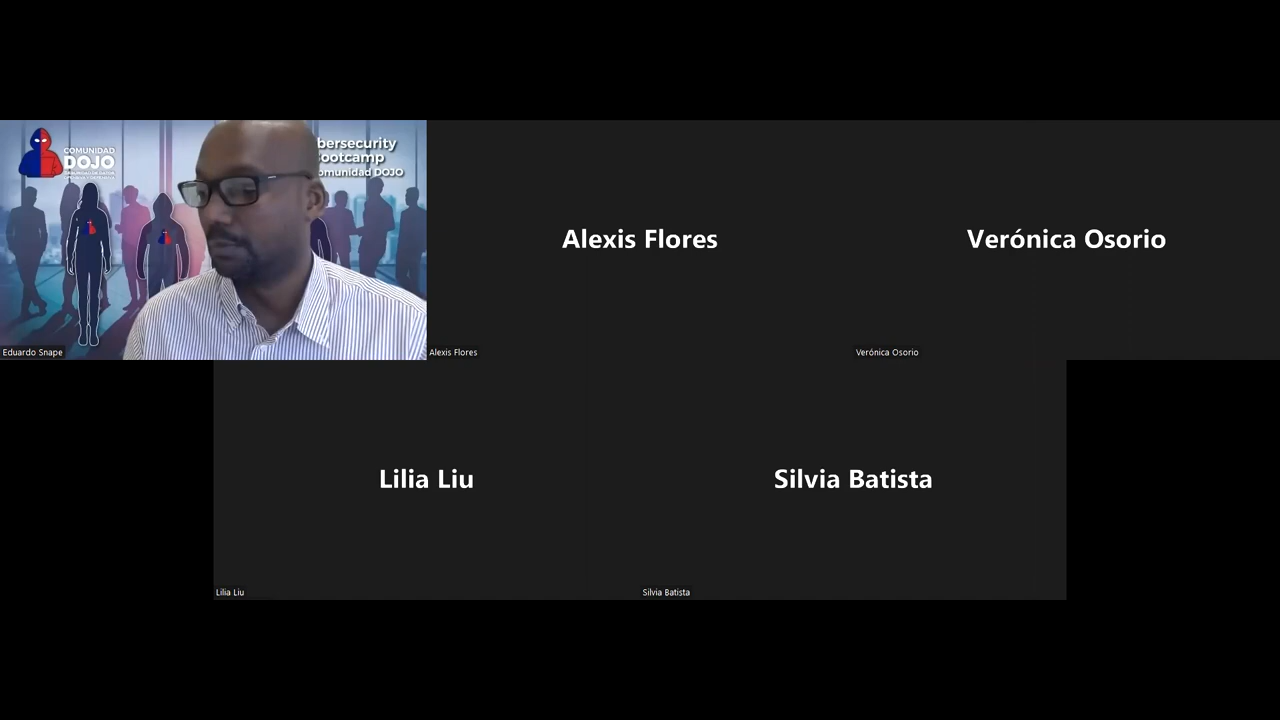 COMUNIDAD
DOJO
bersecurity
ootcamp
omunidad DOJO
Eduardo Snape
Alexis Flores
Alexis Flores
Verónica Osorio
Verónica Osorio
Lilia Liu
Lilia Liu
Silvia Batista
Silvia Batista